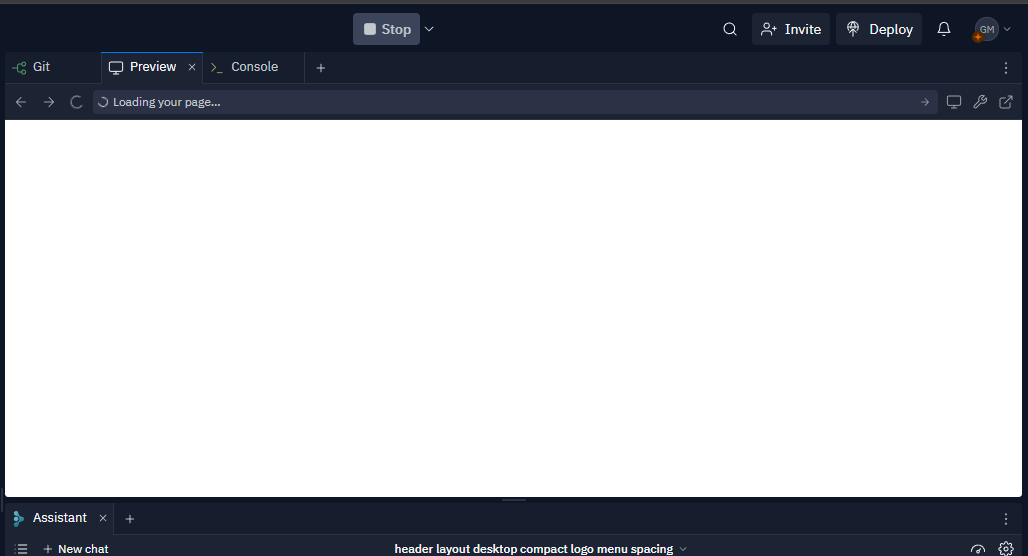 Stop
Invite
Deploy
GM
Git
Preview
Console
Loading your page...
Assistant
New chat
header layout desktop compact logo menu spacing